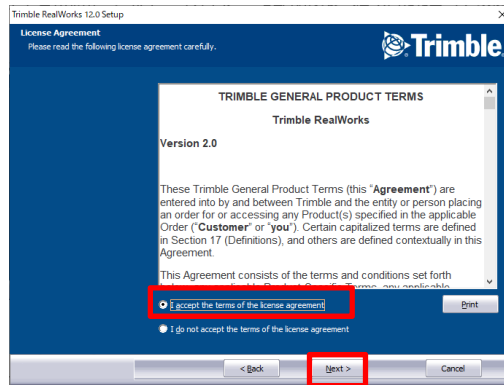 Trimble RealWorks 12.0 Setup
License Agreement
Please read the following license agreement carefully.
Trimble
TRIMBLE GENERAL PRODUCT TERMS
Trimble RealWorks
Version 2.0
These Trimble General Product Terms (this “Agreement”) are
entered into by and between Trimble and the entity or person placing
an order for or accessing any Product(s) specified in the applicable
Order (“Customer” or “you”). Certain capitalized terms are defined
in Section 17 (Definitions), and others are defined contextually in this
Agreement.
This Agreement consists of the terms and conditions set forth
I accept the terms of the license agreement
Print
I do not accept the terms of the license agreement
< Back
Next >
Cancel